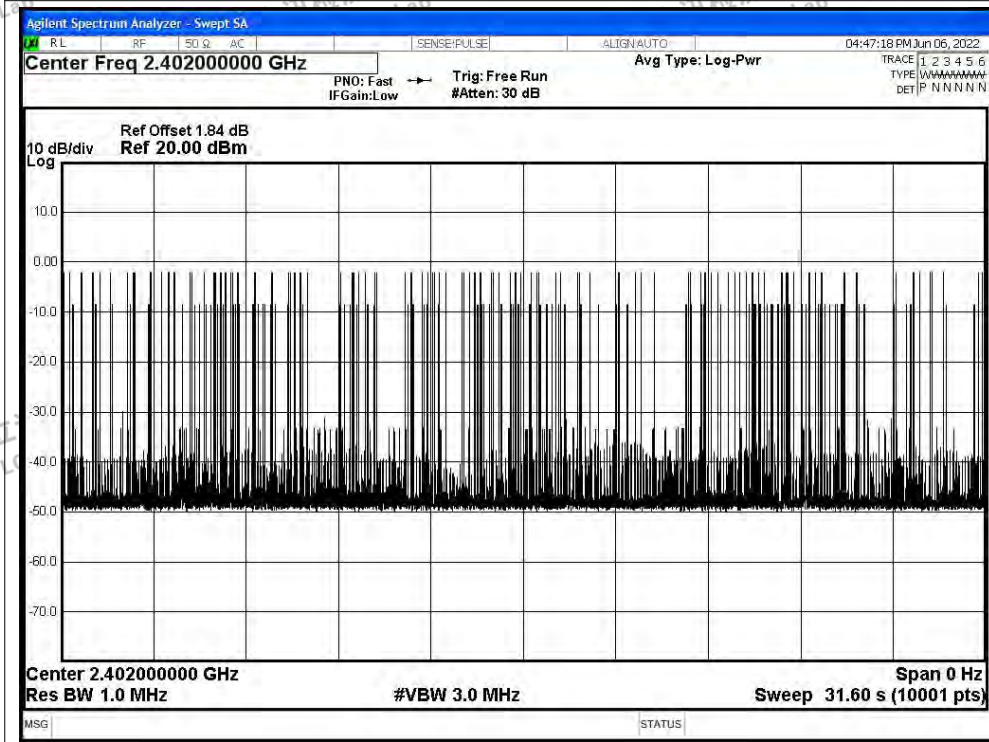 Agilent Spectrum Analyzer - Swept SA
RL RF 50 Ω AC SENSE:PULSE ALIGN AUTO 04:47:18 PM Jun 06, 2022
Center Freq 2.402000000 GHz
PNO: Fast
IFGain:Low
Trig: Free Run
#Atten: 30 dB
Avg Type: Log-Pwr
TRACE 1 2 3 4 5 6
TYPE
DET P N N N N N
Ref Offset 1.84 dB
10 dB/div Ref 20.00 dBm
Log
10.0
0.00
-10.0
-20.0
-30.0
-40.0
-50.0
-60.0
-70.0
Center 2.402000000 GHz Span 0 Hz
Res BW 1.0 MHz #VBW 3.0 MHz Sweep 31.60 s (10001 pts)
MSG STATUS